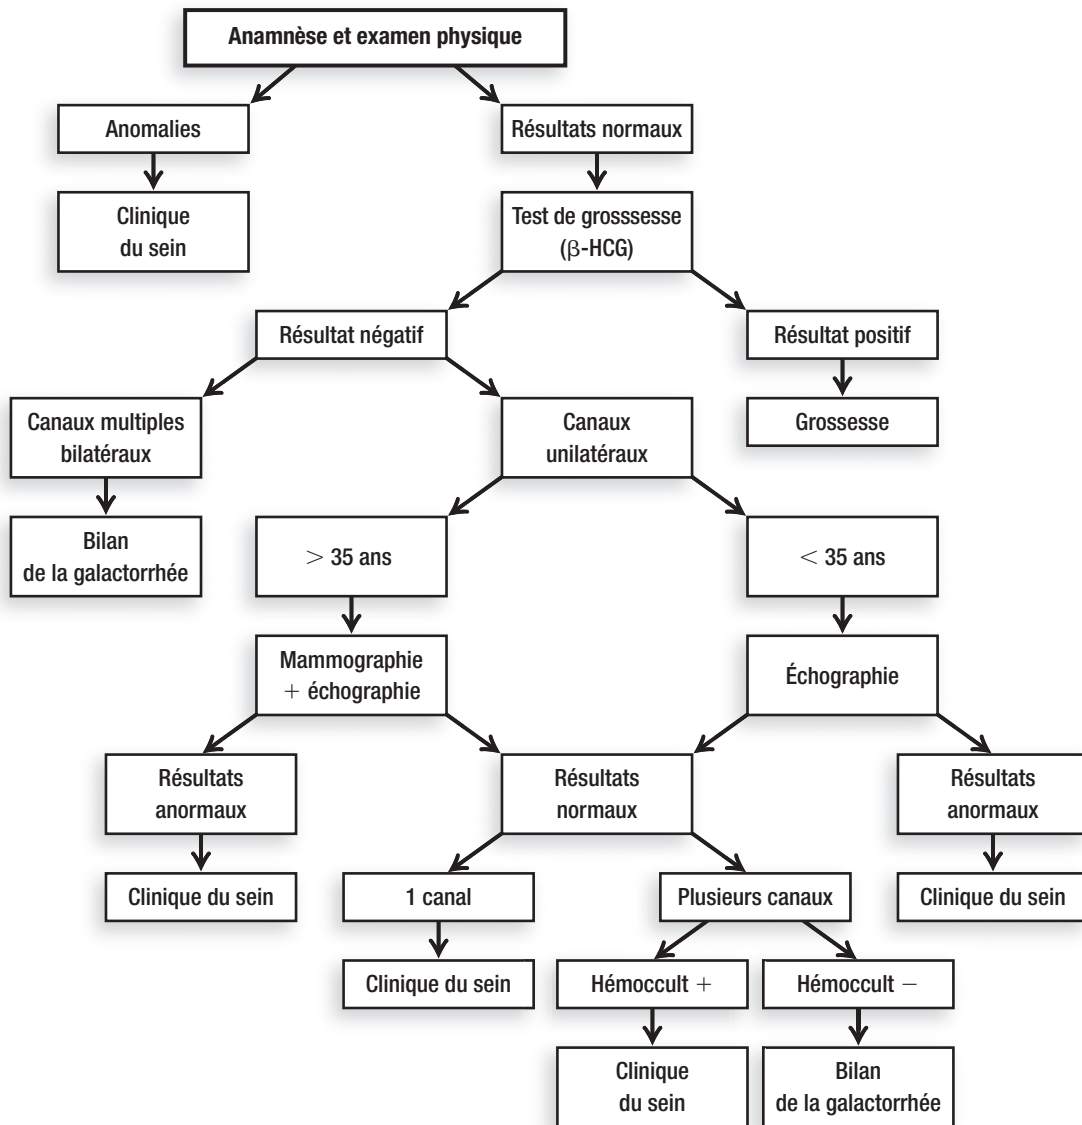 Anamnèse et examen physique
Anomalies
Résultats normaux
Clinique
du sein
Test de grosssesse
(β-HCG)
Résultat négatif
Résultat positif
Canaux multiples
bilatéraux
Canaux
unilatéraux
Grossesse
Bilan
de la galactorrhée
> 35 ans
< 35 ans
Mammographie
+ échographie
Échographie
Résultats
anormaux
Résultats
normaux
Résultats
anormaux
Clinique du sein
1 canal
Plusieurs canaux
Clinique du sein
Clinique du sein
Hémoccult +
Hémoccult −
Clinique
du sein
Bilan
de la galactorrhée